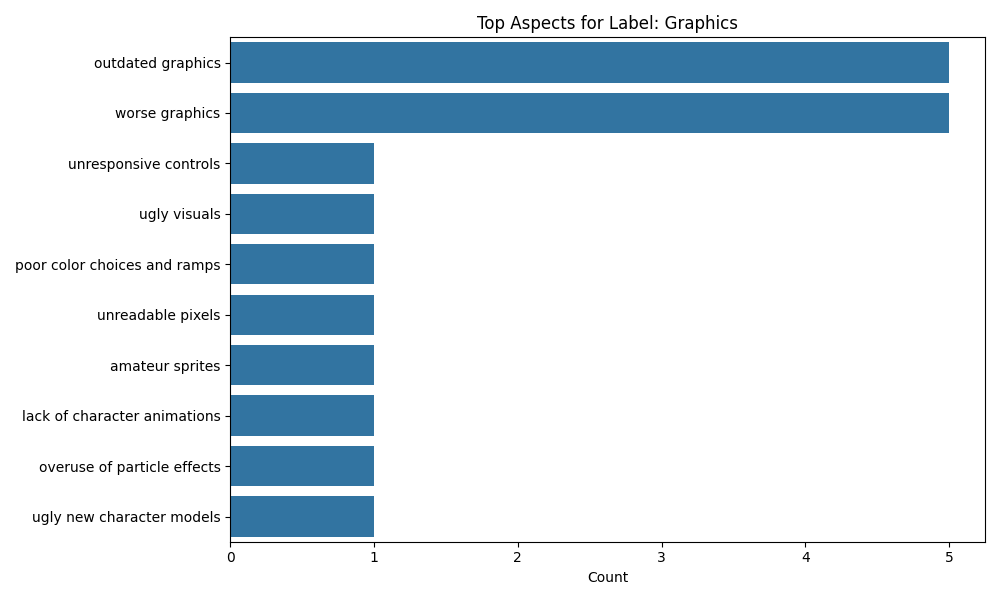 Top Aspects for Label: Graphics
outdated graphics
worse graphics
unresponsive controls
ugly visuals
poor color choices and ramps
unreadable pixels
amateur sprites
lack of character animations
overuse of particle effects
ugly new character models
0 1 2 3 4 5
Count